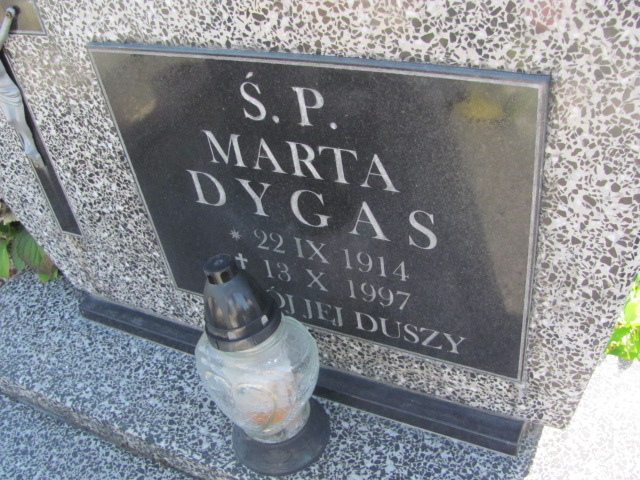 Ś. P.
MARTA
DYGAS
* 22 IX 1914
✝ 13 X 1997
JEJ DUSZY